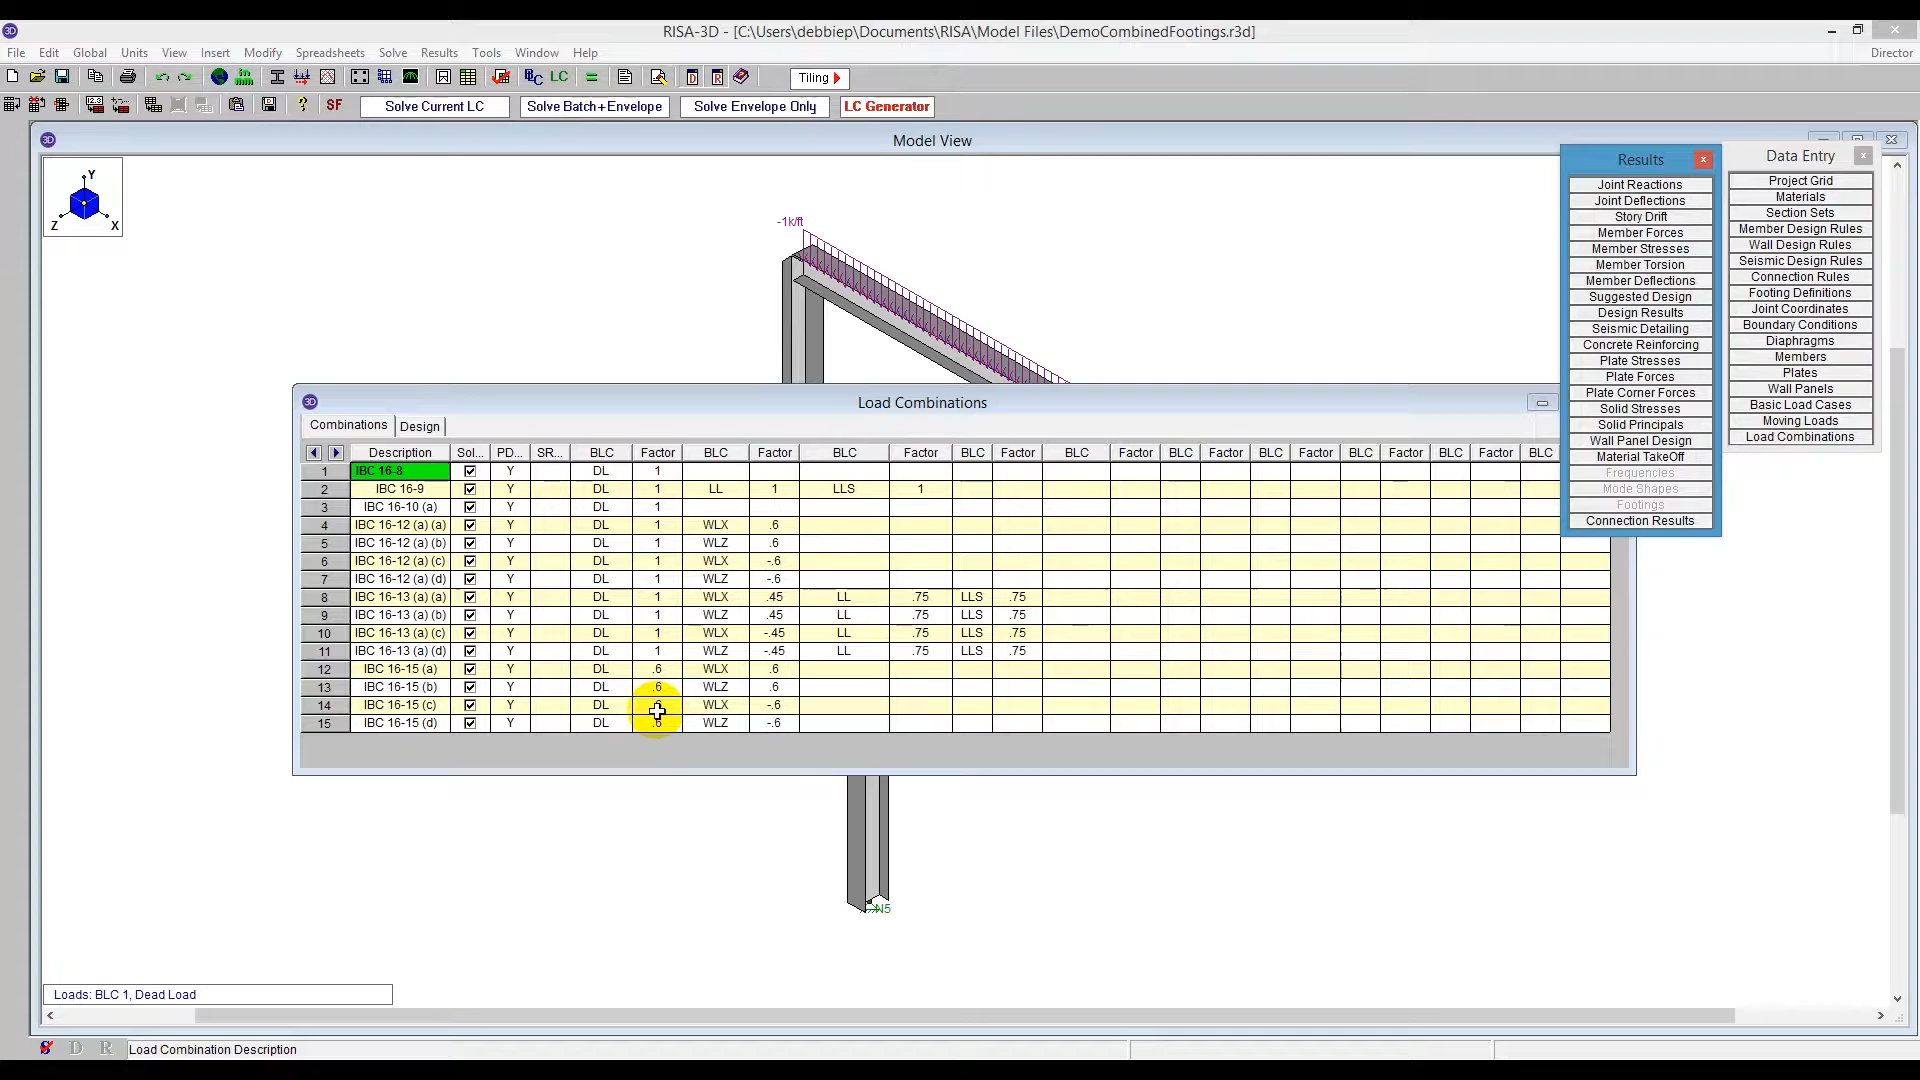 RISA-3D - [C:\Users\debbiep\Documents\RISA\Model Files\DemoCombinedFootings.r3d]
File Edit Global Units View Insert Modify Spreadsheets Solve Results Tools Window Help Director
LC Tiling
SF Solve Current LC Solve Batch+Envelope Solve Envelope Only LC Generator
3D Model View
Y
Z X
-1k/ft
Results
Joint Reactions
Joint Deflections
Story Drift
Member Forces
Member Stresses
Member Torsion
Member Deflections
Suggested Design
Design Results
Seismic Detailing
Concrete Reinforcing
Plate Stresses
Plate Forces
Plate Corner Forces
Solid Stresses
Solid Principals
Wall Panel Design
Material TakeOff
Frequencies
Mode Shapes
Footings
Connection Results
Data Entry
Project Grid
Materials
Section Sets
Member Design Rules
Wall Design Rules
Seismic Design Rules
Connection Rules
Footing Definitions
Joint Coordinates
Boundary Conditions
Diaphragms
Members
Plates
Wall Panels
Basic Load Cases
Moving Loads
Load Combinations
3D Load Combinations
Combinations Design
Description Sol... PD... SR... BLC Factor BLC Factor BLC Factor BLC Factor BLC Factor BLC Factor BLC Factor BLC Factor BLC Factor BLC
1 IBC 16-8 Y DL 1
2 IBC 16-9 Y DL 1 LL 1 LLS 1
3 IBC 16-10 (a) Y DL 1
4 IBC 16-12 (a) (a) Y DL 1 WLX .6
5 IBC 16-12 (a) (b) Y DL 1 WLZ .6
6 IBC 16-12 (a) (c) Y DL 1 WLX -.6
7 IBC 16-12 (a) (d) Y DL 1 WLZ -.6
8 IBC 16-13 (a) (a) Y DL 1 WLX .45 LL .75 LLS .75
9 IBC 16-13 (a) (b) Y DL 1 WLZ .45 LL .75 LLS .75
10 IBC 16-13 (a) (c) Y DL 1 WLX -.45 LL .75 LLS .75
11 IBC 16-13 (a) (d) Y DL 1 WLZ -.45 LL .75 LLS .75
12 IBC 16-15 (a) Y DL .6 WLX .6
13 IBC 16-15 (b) Y DL .6 WLZ .6
14 IBC 16-15 (c) Y DL WLX -.6
15 IBC 16-15 (d) Y DL .6 WLZ -.6
N5
Loads: BLC 1, Dead Load
D R Load Combination Description